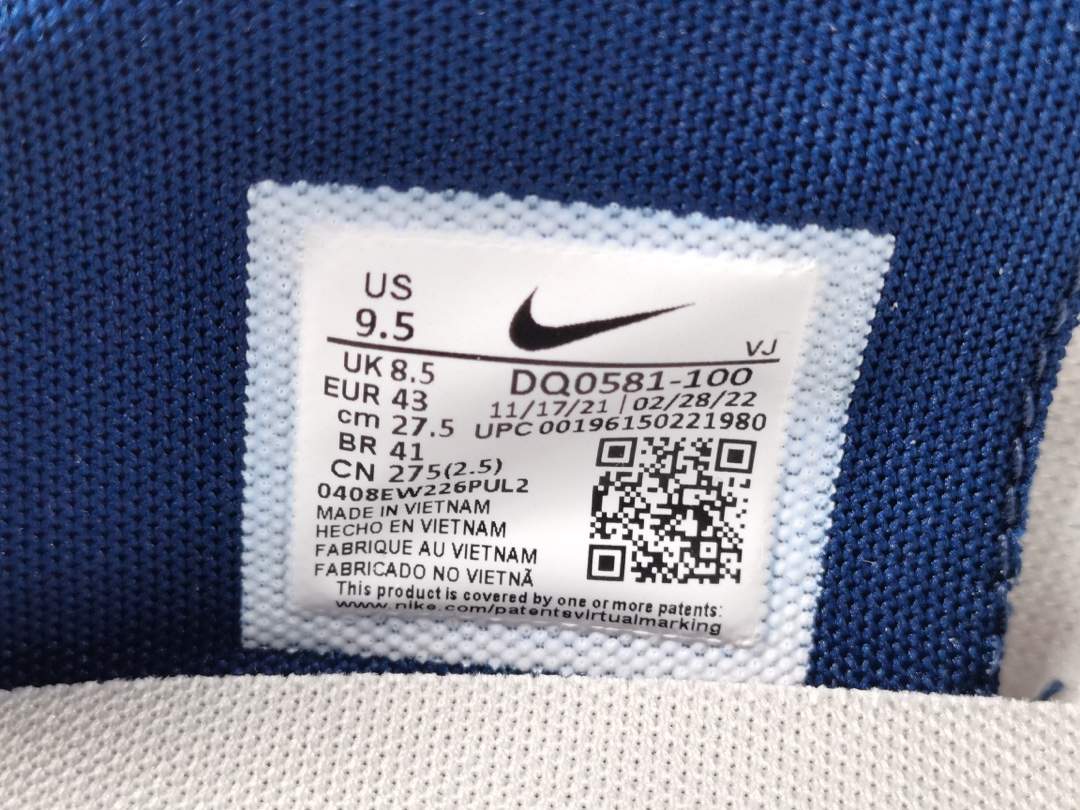 US
9.5
VJ
UK 8.5
DQ0581-100
EUR 43
11/17/21 | 02/28/22
cm 27.5
UPC 00196150221980
BR 41
CN 275(2.5)
0408EW226PUL2
MADE IN VIETNAM
HECHO EN VIETNAM
FABRIQUE AU VIETNAM
FABRICADO NO VIETNÃ
This product is covered by one or more patents:
www.nike.com/patentsvirtualmarking